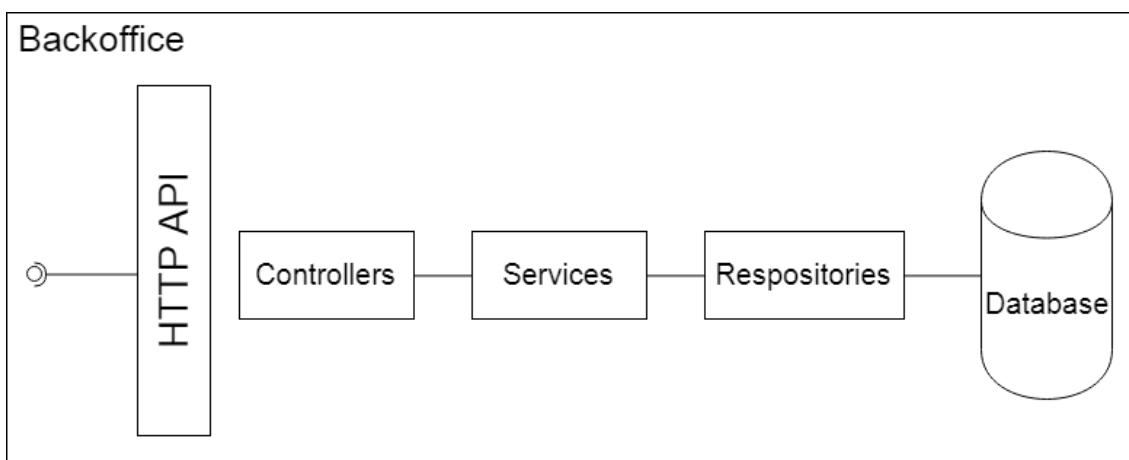 Backoffice
HTTP API
Controllers
Services
Respositories
Database